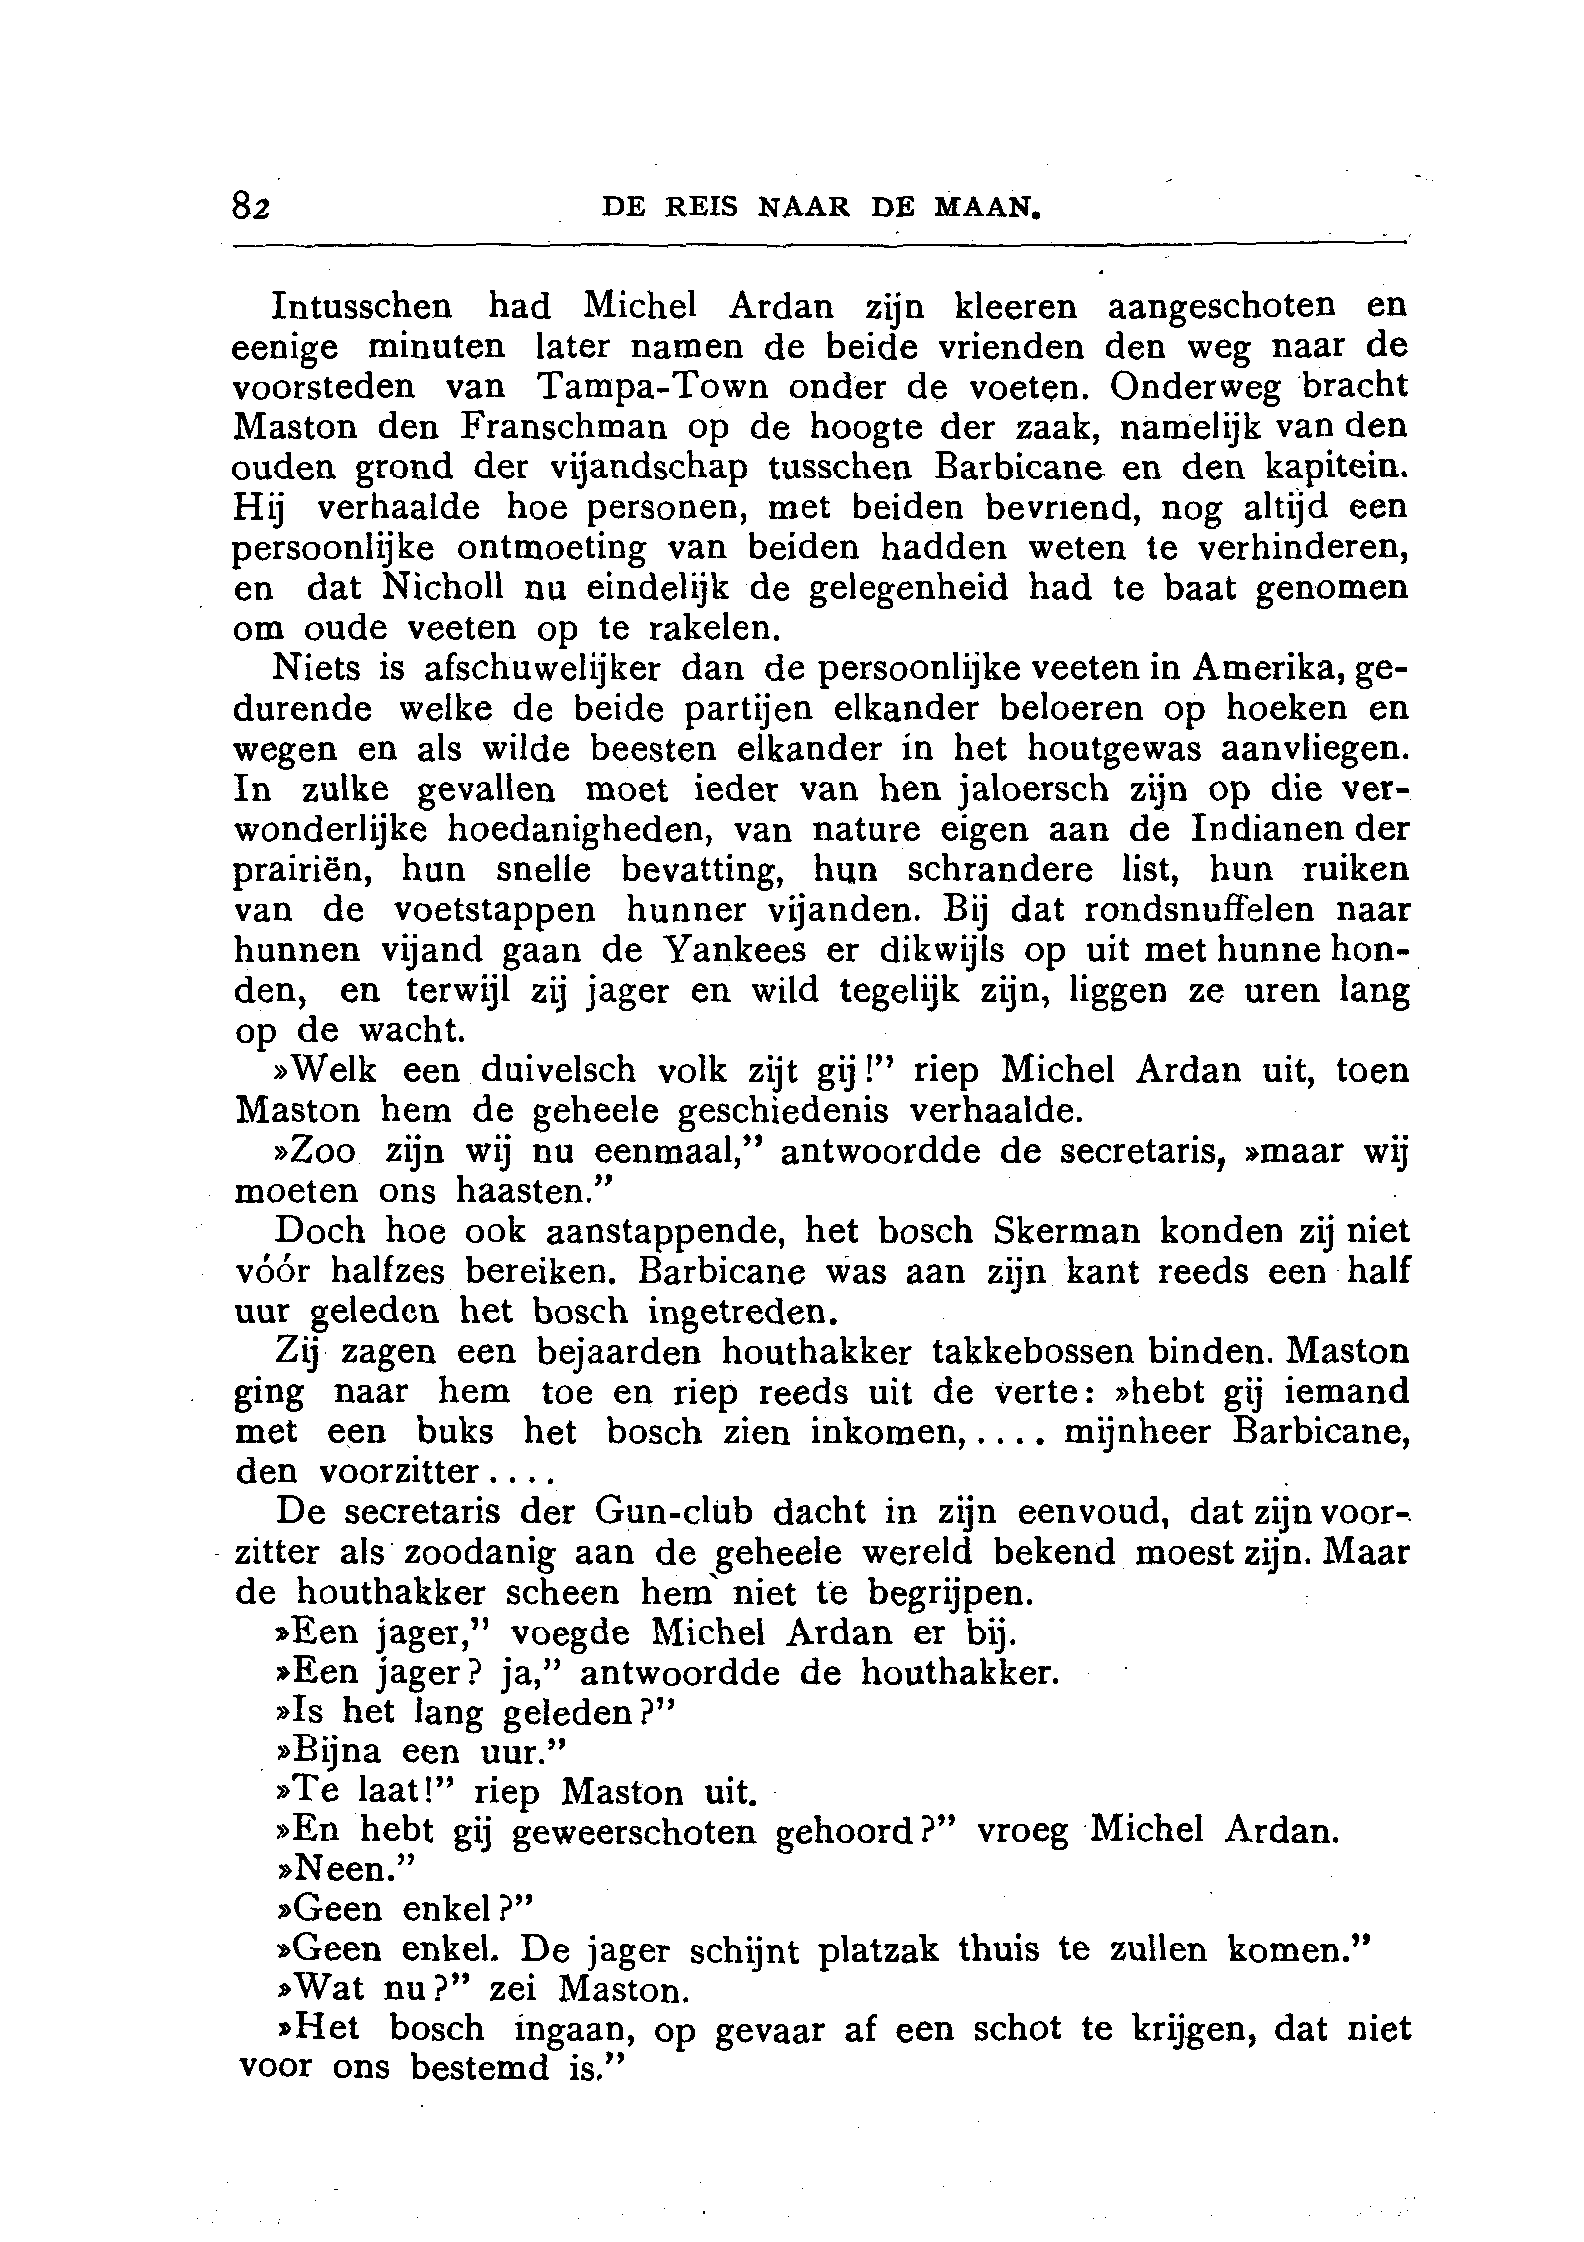 82 DE REIS NAAR DE MAAN.
Intusschen had Michel Ardan zijn kleeren aangeschoten en
eenige minuten later namen de beide vrienden den weg naar de
voorsteden van Tampa-Town onder de voeten. Onderweg bracht
Maston den Franschman op de hoogte der zaak, namelijk van den
ouden grond der vijandschap tusschen Barbicane en den kapitein.
Hij verhaalde hoe personen, met beiden bevriend, nog altijd een
persoonlijke ontmoeting van beiden hadden weten te verhinderen,
en dat Nicholl nu eindelijk de gelegenheid had te baat genomen
om oude veeten op te rakelen.
Niets is afschuwelijker dan de persoonlijke veeten in Amerika, ge-
durende welke de beide partijen elkander beloeren op hoeken en
wegen en als wilde beesten elkander in het houtgewas aanvliegen.
In zulke gevallen moet ieder van hen jaloersch zijn op die ver-
wonderlijke hoedanigheden, van nature eigen aan de Indianen der
prairiën, hun snelle bevatting, hun schrandere list, hun ruiken
van de voetstappen hunner vijanden. Bij dat rondsnuffelen naar
hunnen vijand gaan de Yankees er dikwijls op uit met hunne hon-
den, en terwijl zij jager en wild tegelijk zijn, liggen ze uren lang
op de wacht.
»Welk een duivelsch volk zijt gij!” riep Michel Ardan uit, toen
Maston hem de geheele geschiedenis verhaalde.
»Zoo zijn wij nu eenmaal,” antwoordde de secretaris, »maar wij
moeten ons haasten.”
Doch hoe ook aanstappende, het bosch Skerman konden zij niet
vóór halfzes bereiken. Barbicane was aan zijn kant reeds een half
uur geleden het bosch ingetreden.
Zij zagen een bejaarden houthakker takkebossen binden. Maston
ging naar hem toe en riep reeds uit de verte: »hebt gij iemand
met een buks het bosch zien inkomen,.... mijnheer Barbicane,
den voorzitter....
De secretaris der Gun-club dacht in zijn eenvoud, dat zijn voor-
zitter als zoodanig aan de geheele wereld bekend moest zijn. Maar
de houthakker scheen hem niet te begrijpen.
»Een jager,” voegde Michel Ardan er bij.
»Een jager? ja,” antwoordde de houthakker.
»Is het lang geleden?”
»Bijna een uur.”
»Te laat!” riep Maston uit.
»En hebt gij geweerschoten gehoord?” vroeg Michel Ardan.
»Neen.”
»Geen enkel?”
»Geen enkel. De jager schijnt platzak thuis te zullen komen.”
»Wat nu?” zei Maston.
»Het bosch ingaan, op gevaar af een schot te krijgen, dat niet
voor ons bestemd is.”